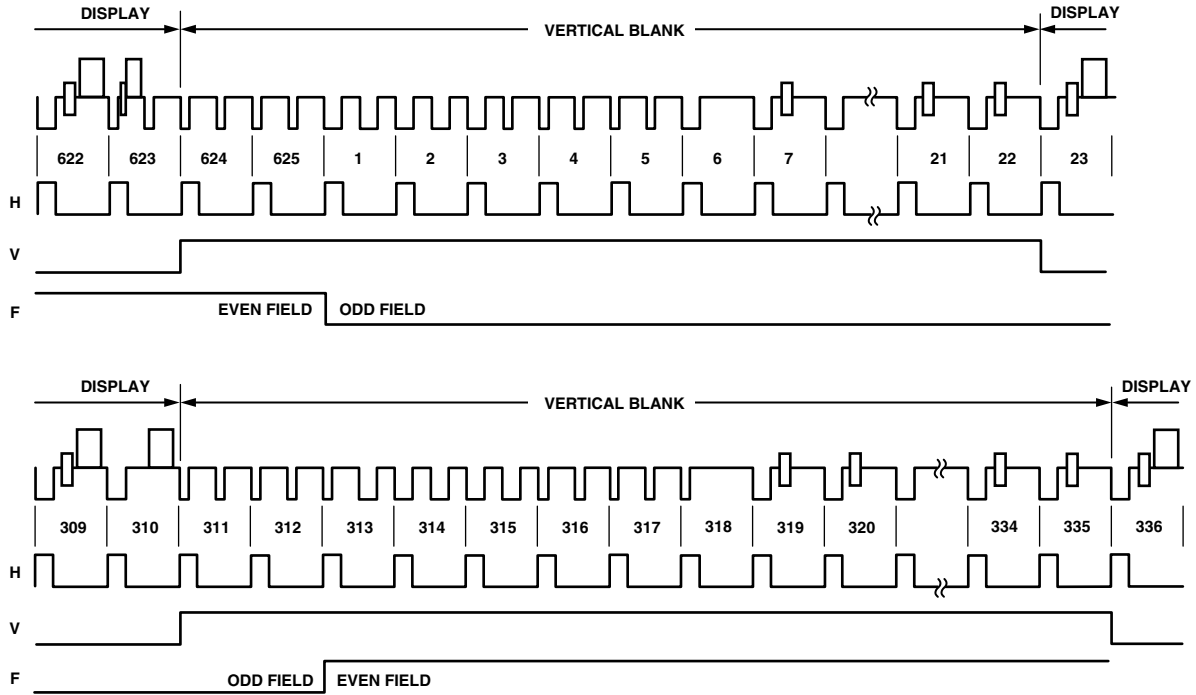 DISPLAY VERTICAL BLANK DISPLAY
622 623 624 625 1 2 3 4 5 6 7 21 22 23
H
V
EVEN FIELD ODD FIELD
F
DISPLAY VERTICAL BLANK DISPLAY
309 310 311 312 313 314 315 316 317 318 319 320 334 335 336
H
V
F ODD FIELD EVEN FIELD